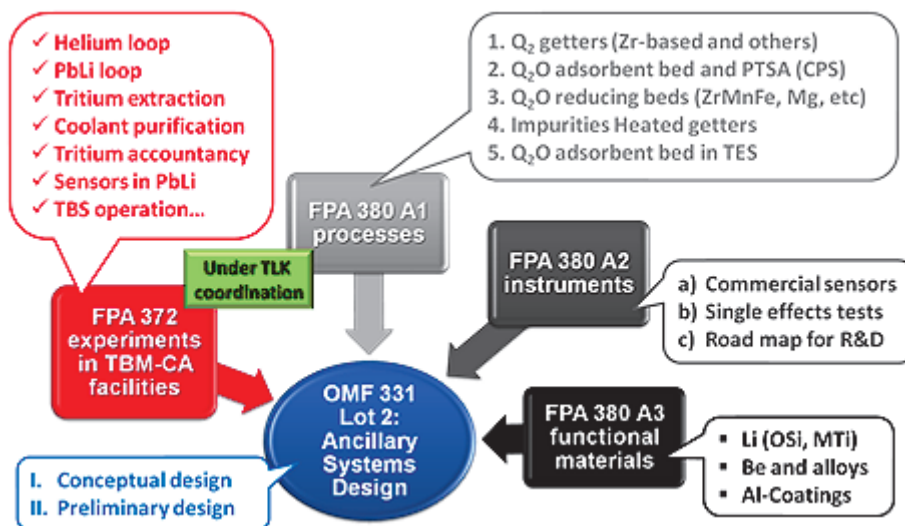 ✓ Helium loop
✓ PbLi loop
✓ Tritium extraction
✓ Coolant purification
✓ Tritium accountancy
✓ Sensors in PbLi
✓ TBS operation...
1. Q₂ getters (Zr-based and others)
2. Q₂O adsorbent bed and PTSA (CPS)
3. Q₂O reducing beds (ZrMnFe, Mg, etc)
4. Impurities Heated getters
5. Q₂O adsorbent bed in TES
FPA 380 A1
processes
Under TLK
coordination
FPA 372
experiments
in TBM-CA
facilities
FPA 380 A2
instruments
a) Commercial sensors
b) Single effects tests
c) Road map for R&D
OMF 331
Lot 2:
Ancillary
Systems
Design
I. Conceptual design
II. Preliminary design
FPA 380 A3
functional
materials
▪ Li (OSi, MTi)
▪ Be and alloys
▪ Al-Coatings